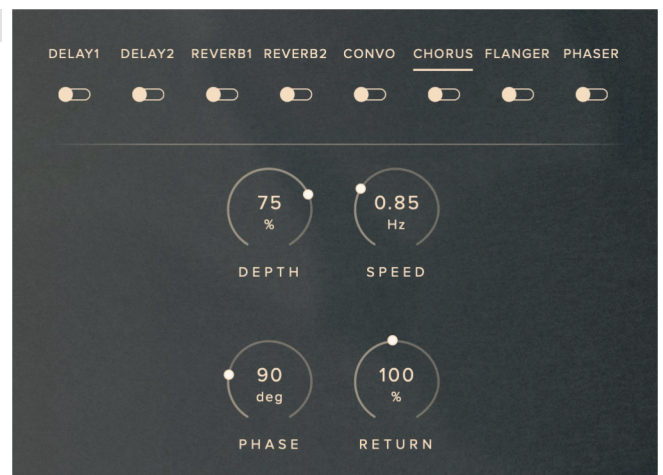 DELAY1 DELAY2 REVERB1 REVERB2 CONVO CHORUS FLANGER PHASER
75 0.85
% Hz
DEPTH SPEED
90 100
deg %
PHASE RETURN